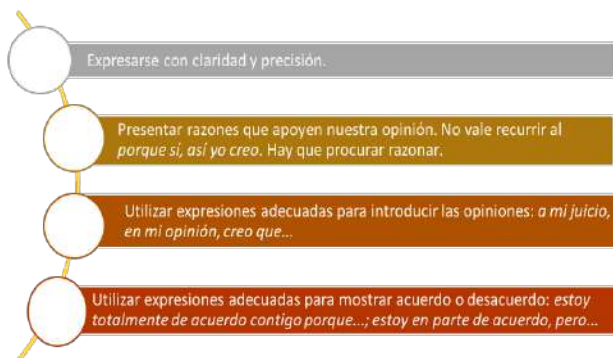 Expresarse con claridad y precisión.
Presentar razones que apoyen nuestra opinión. No vale recurrir al
porque sí, así yo creo. Hay que procurar razonar.
Utilizar expresiones adecuadas para introducir las opiniones: a mi juicio,
en mi opinión, creo que...
Utilizar expresiones adecuadas para mostrar acuerdo o desacuerdo: estoy
totalmente de acuerdo contigo porque...; estoy en parte de acuerdo, pero...